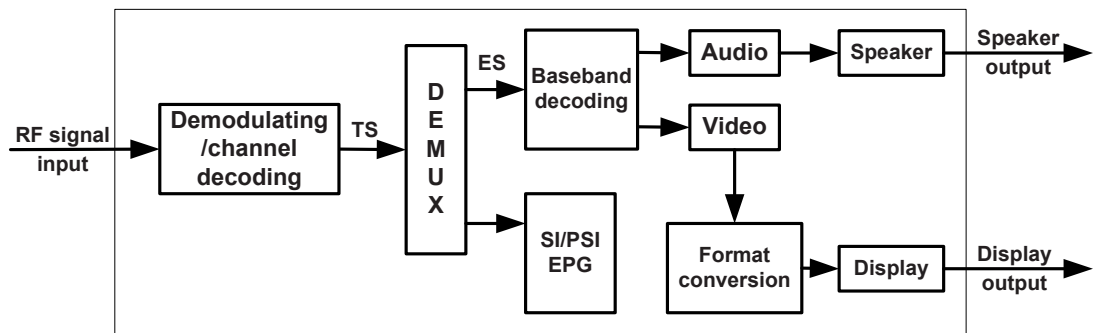 RF signal
input
Demodulating
/channel
decoding
TS
D
E
M
U
X
ES
Baseband
decoding
Audio
Speaker
Speaker
output
Video
SI/PSI
EPG
Format
conversion
Display
Display
output